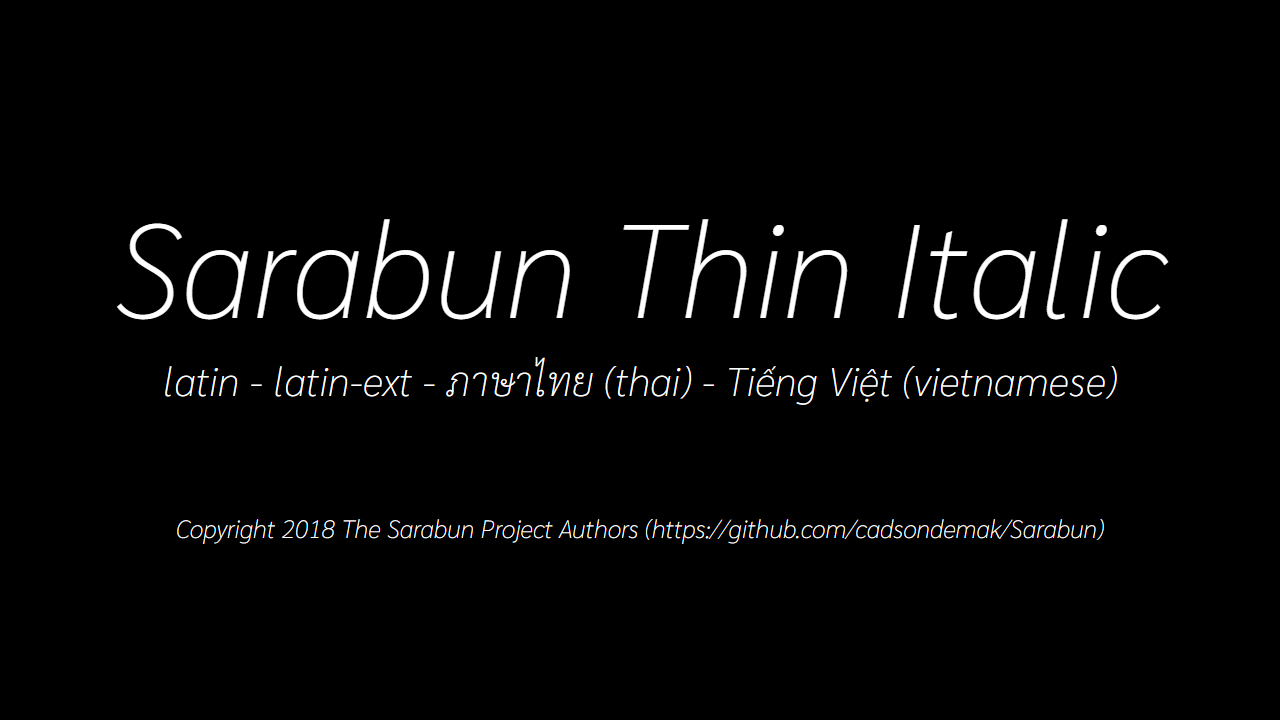 Sarabun Thin Italic
latin - latin-ext - ภาษาไทย (thai) - Tiếng Việt (vietnamese)
Copyright 2018 The Sarabun Project Authors (https://github.com/cadsondemak/Sarabun)